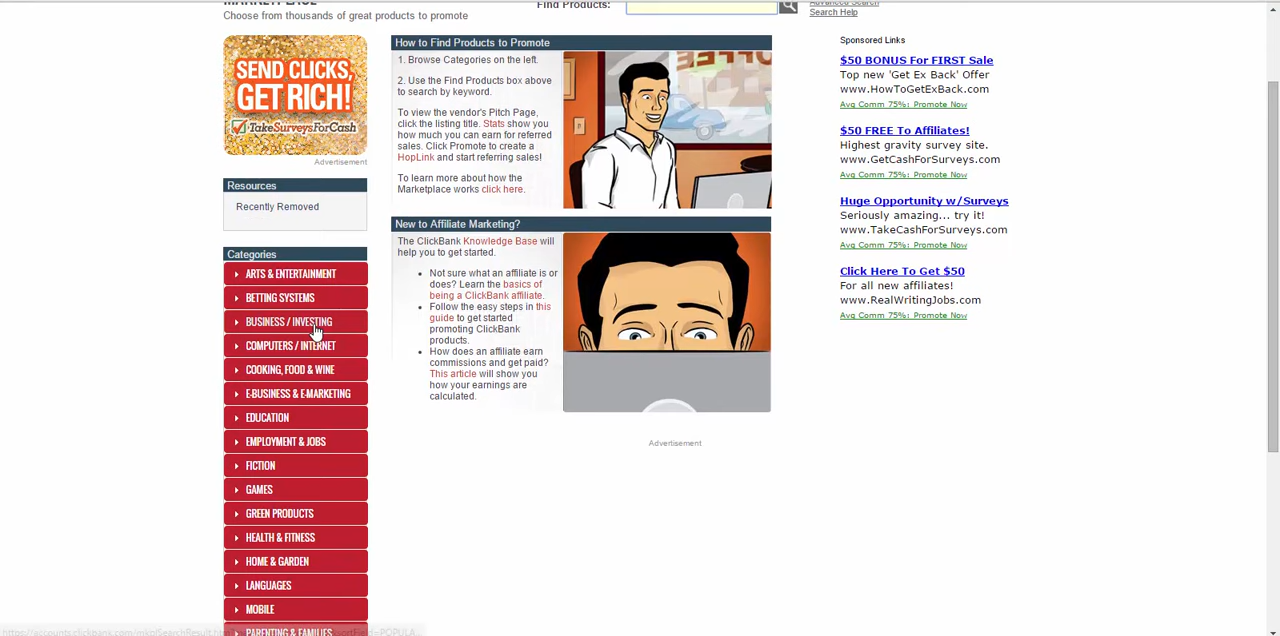 MARKETPLACE
Choose from thousands of great products to promote
Find Products:
Advanced Search
Search Help
SEND CLICKS,
GET RICH!
TakeSurveysForCash
Advertisement
Resources
Recently Removed
Categories
ARTS & ENTERTAINMENT
BETTING SYSTEMS
BUSINESS / INVESTING
COMPUTERS / INTERNET
COOKING, FOOD & WINE
E-BUSINESS & E-MARKETING
EDUCATION
EMPLOYMENT & JOBS
FICTION
GAMES
GREEN PRODUCTS
HEALTH & FITNESS
HOME & GARDEN
LANGUAGES
MOBILE
PARENTING & FAMILIES
How to Find Products to Promote
1. Browse Categories on the left.
2. Use the Find Products box above
to search by keyword.
To view the vendor's Pitch Page,
click the listing title. Stats show you
how much you can earn for referred
sales. Click Promote to create a
HopLink and start referring sales!
To learn more about how the
Marketplace works click here.
COFFEE
New to Affiliate Marketing?
The ClickBank Knowledge Base will
help you to get started.
Not sure what an affiliate is or
does? Learn the basics of
being a ClickBank affiliate.
Follow the easy steps in this
guide to get started
promoting ClickBank
products.
How does an affiliate earn
commissions and get paid?
This article will show you
how your earnings are
calculated.
Advertisement
Sponsored Links
$50 BONUS For FIRST Sale
Top new 'Get Ex Back' Offer
www.HowToGetExBack.com
Avg Comm 75%: Promote Now
$50 FREE To Affiliates!
Highest gravity survey site.
www.GetCashForSurveys.com
Avg Comm 75%: Promote Now
Huge Opportunity w/Surveys
Seriously amazing... try it!
www.TakeCashForSurveys.com
Avg Comm 75%: Promote Now
Click Here To Get $50
For all new affiliates!
www.RealWritingJobs.com
Avg Comm 75%: Promote Now